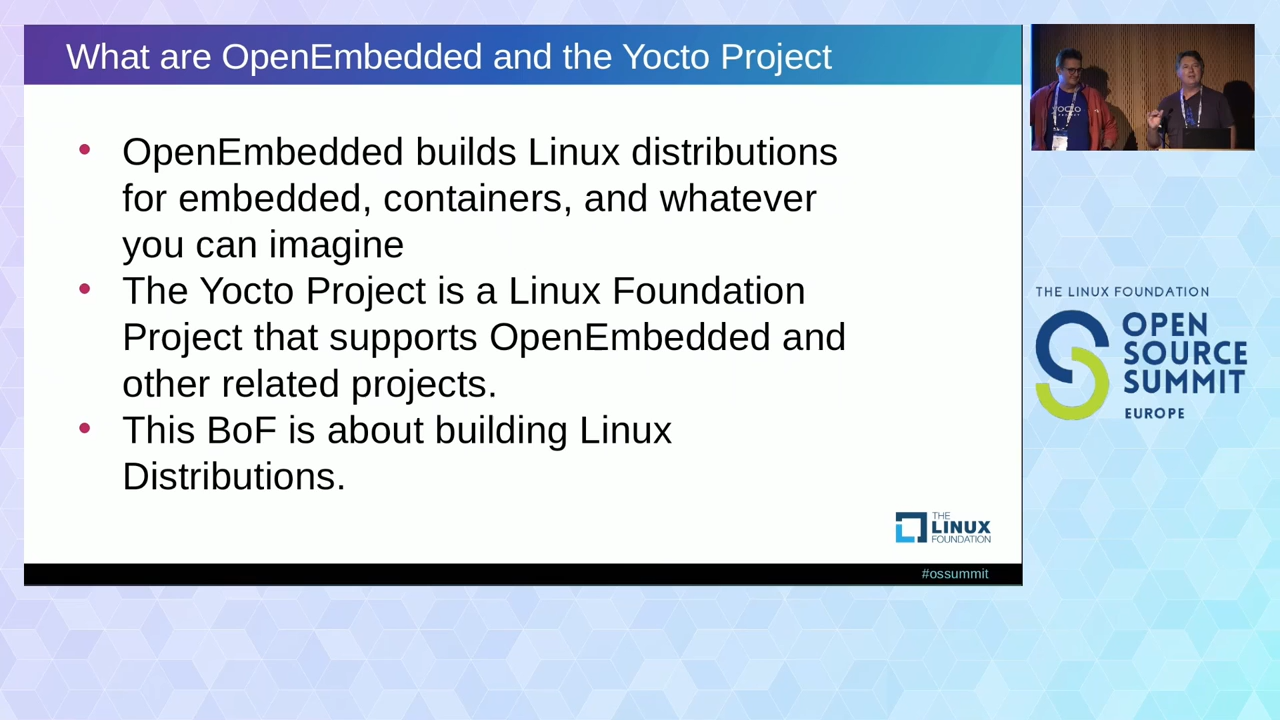 What are OpenEmbedded and the Yocto Project
• OpenEmbedded builds Linux distributions
for embedded, containers, and whatever
you can imagine
• The Yocto Project is a Linux Foundation
Project that supports OpenEmbedded and
other related projects.
• This BoF is about building Linux
Distributions.
THE
LINUX
FOUNDATION
#ossummit
yocto
THE LINUX FOUNDATION
OPEN
SOURCE
SUMMIT
EUROPE